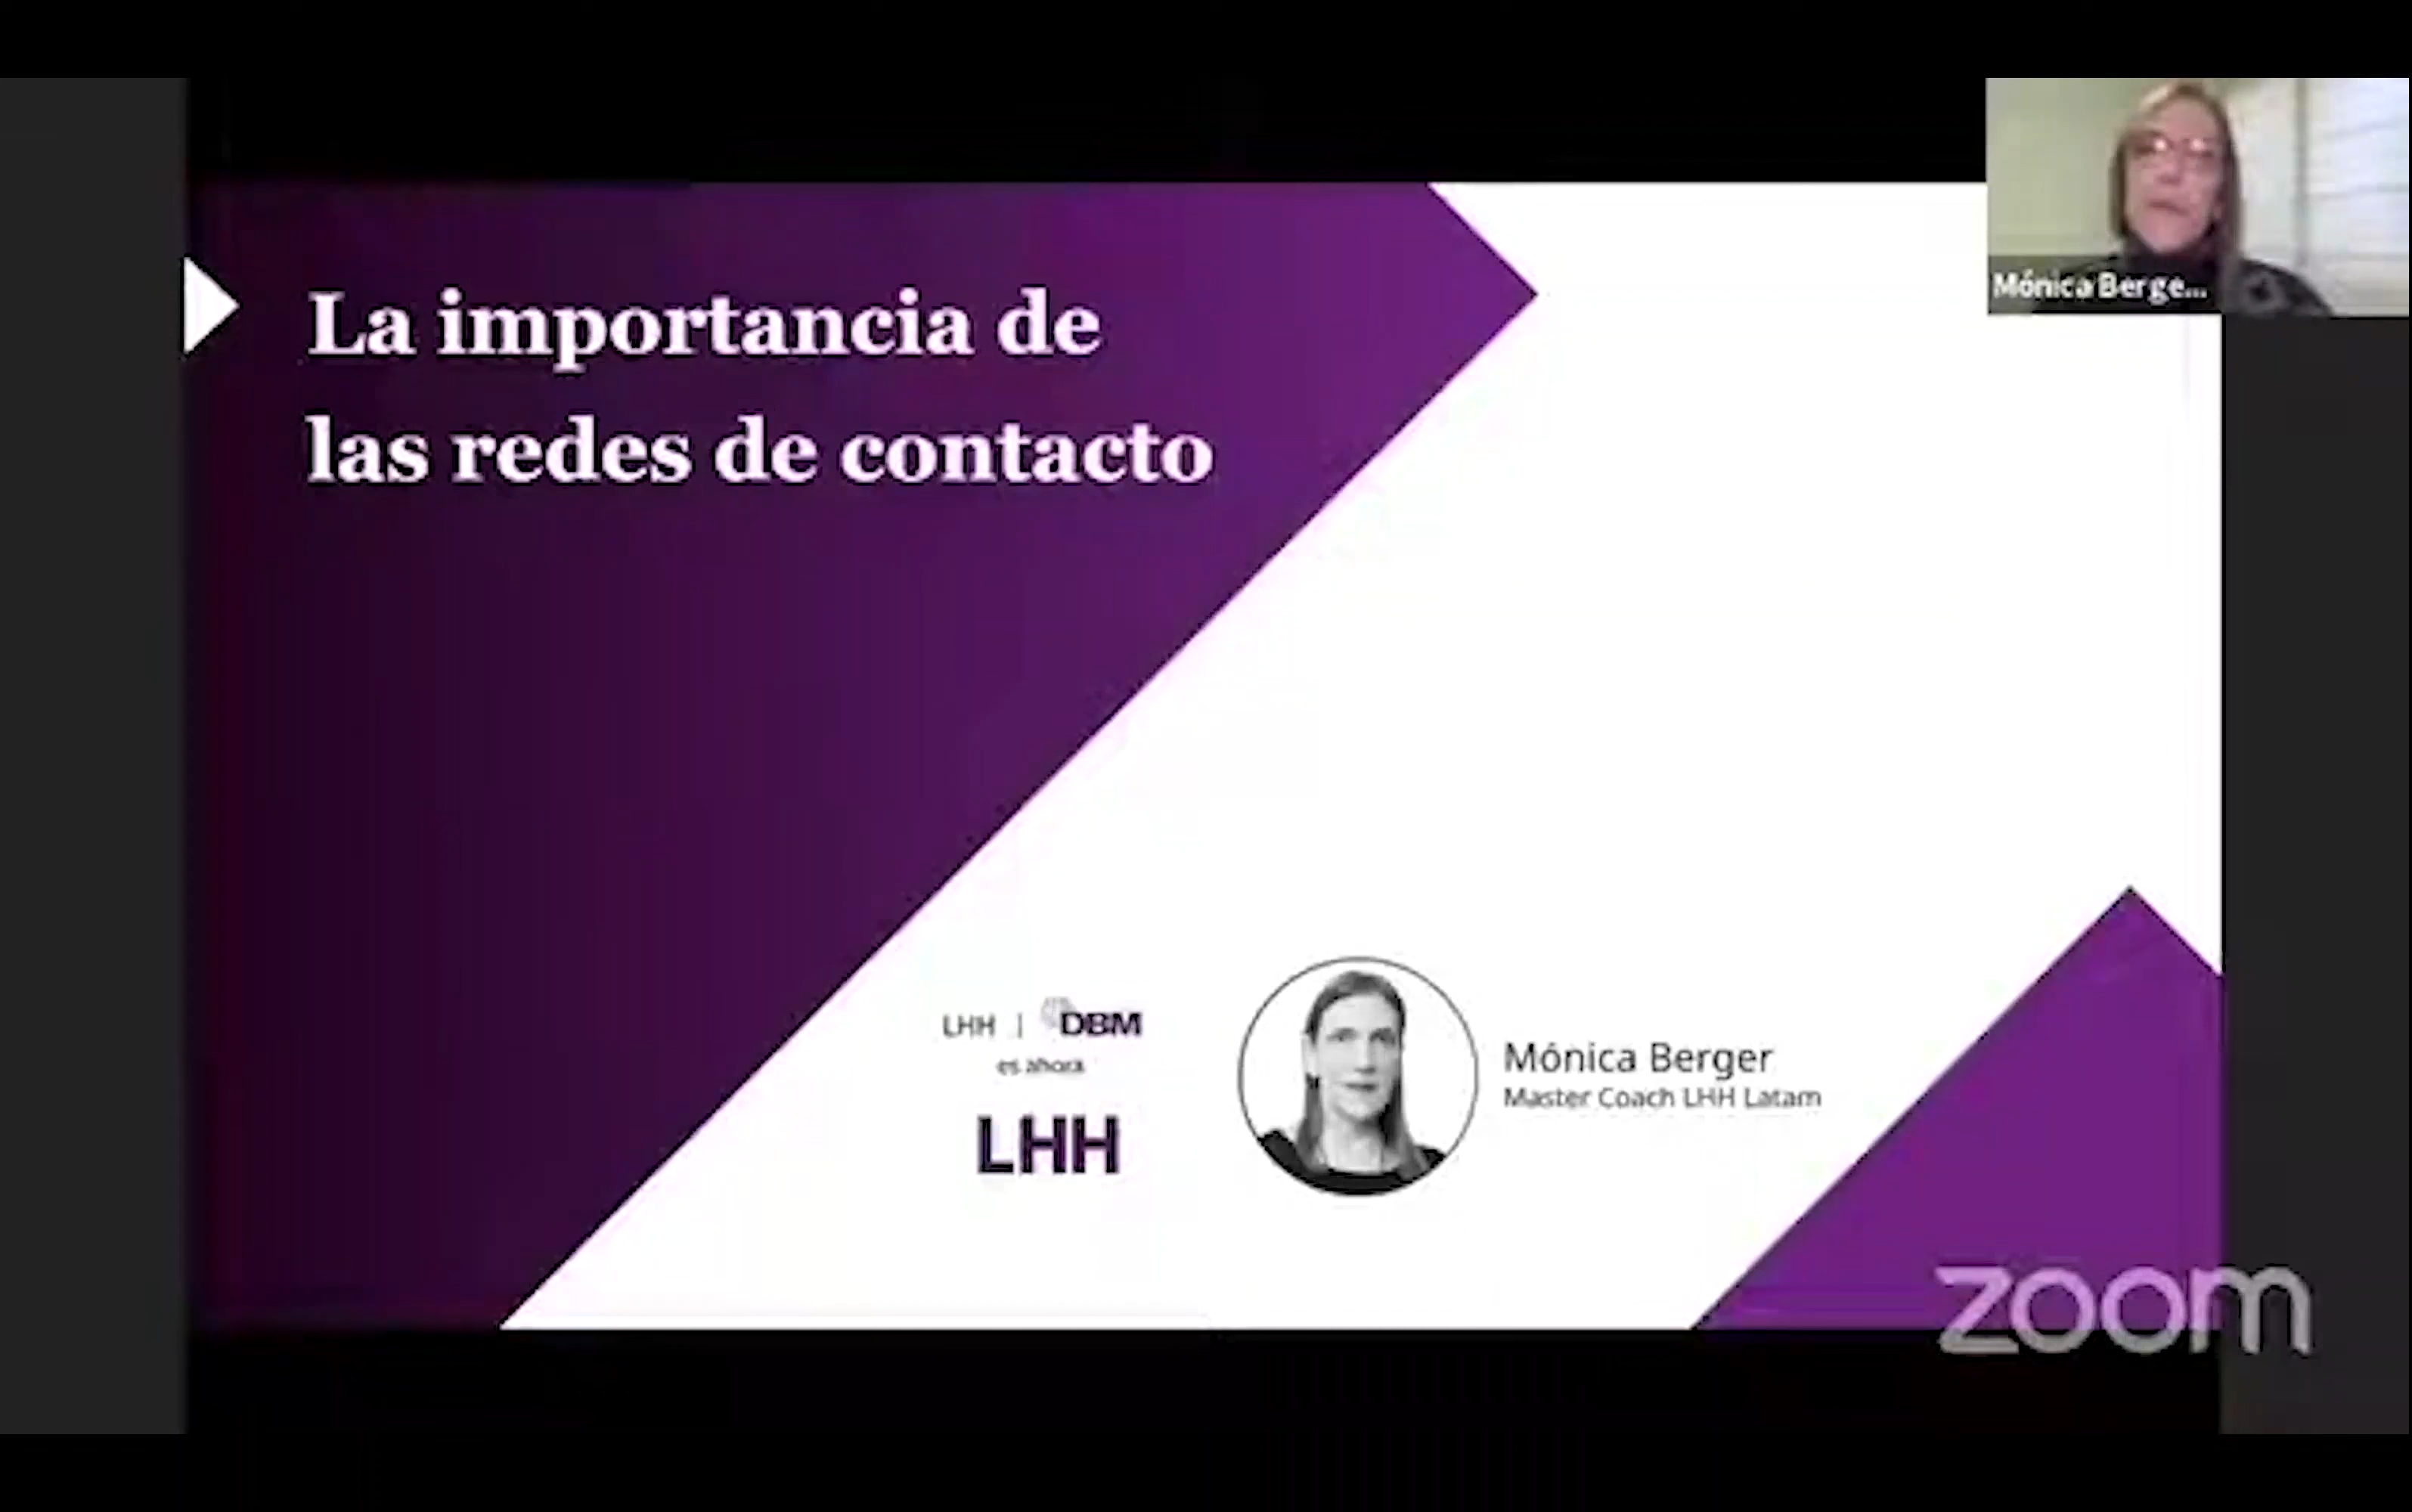 Mónica Berge...
La importancia de
las redes de contacto
LHH | DBM
es ahora
LHH
Mónica Berger
Master Coach LHH Latam
zoom